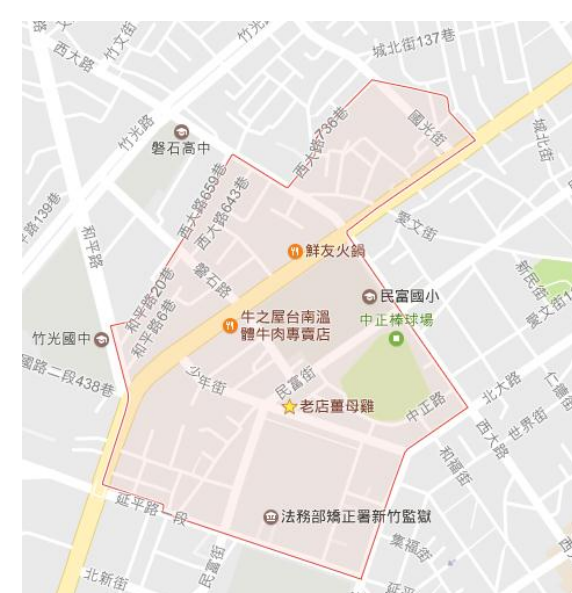 竹文街
竹光
城北街137巷
西大路
竹光路
磐石高中
西大路736巷
國光街
城北街
西大路659巷
西大路643巷
路139巷
和平路
愛文街
鮮友火鍋
磐石路
新民街
民富國小
愛文街1
和平路20巷
和平路6巷
牛之屋台南溫
體牛肉專賣店
中正棒球場
竹光國中
國路二段438巷
少年街
民富街
北大路
仁德街
老店薑母雞
中正路
世界街
西大路
和福街
延平路一段
法務部矯正署新竹監獄
集福街
民富街
北新街
延平